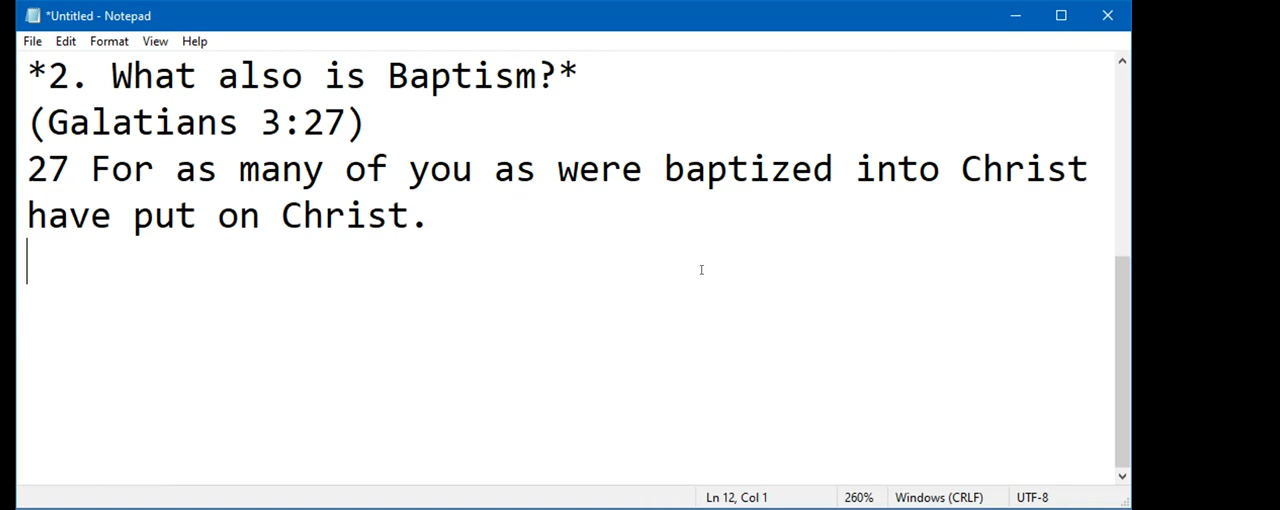 *Untitled - Notepad
File Edit Format View Help
*2. What also is Baptism?*
(Galatians 3:27)
27 For as many of you as were baptized into Christ
have put on Christ.
Ln 12, Col 1 260% Windows (CRLF) UTF-8